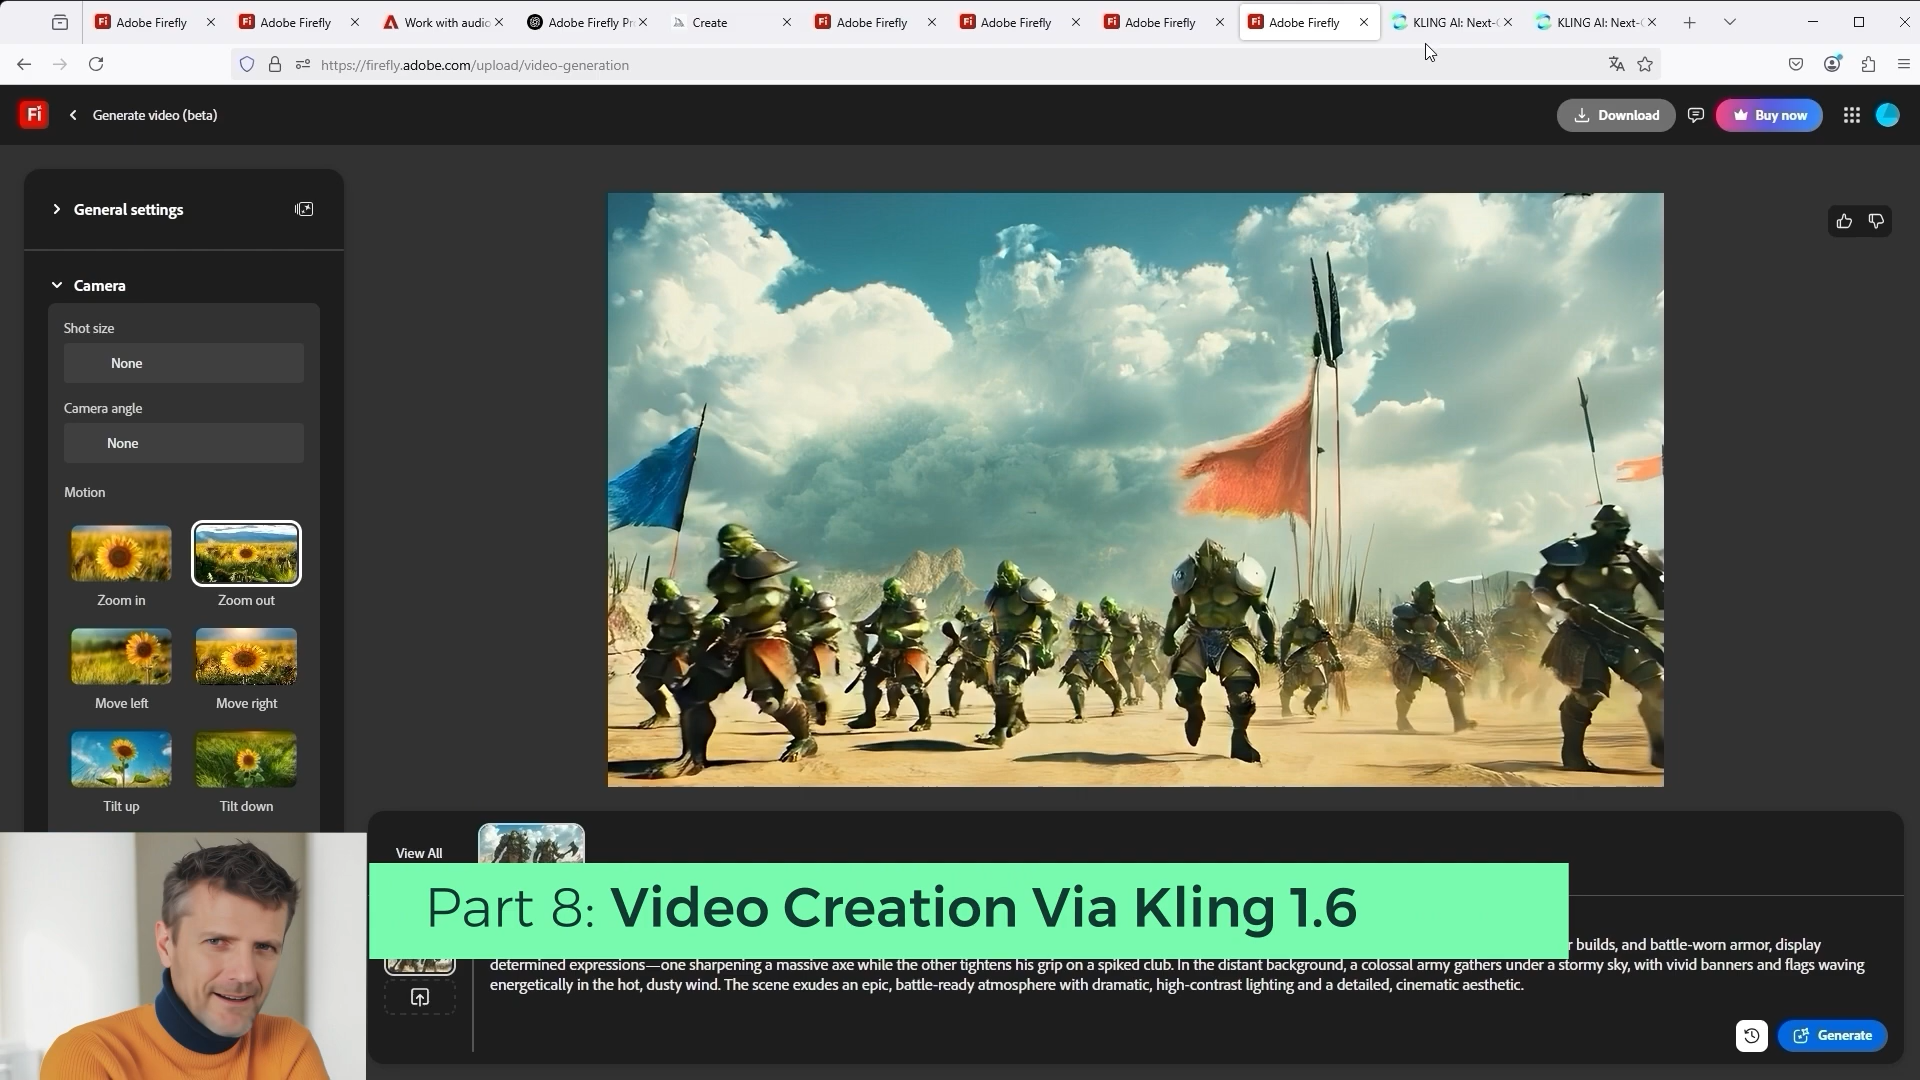 Adobe Firefly
Adobe Firefly
Work with audio
Adobe Firefly Pr
Create
Adobe Firefly
Adobe Firefly
Adobe Firefly
Adobe Firefly
KLING AI: Next-
KLING AI: Next-
https://firefly.adobe.com/upload/video-generation
Fi
Generate video (beta)
Download
Buy now
General settings
Camera
Shot size
None
Camera angle
None
Motion
Zoom in
Zoom out
Move left
Move right
Tilt up
Tilt down
View All
Part 8: Video Creation Via Kling 1.6
builds, and battle-worn armor, display
determined expressions—one sharpening a massive axe while the other tightens his grip on a spiked club. In the distant background, a colossal army gathers under a stormy sky, with vivid banners and flags waving
energetically in the hot, dusty wind. The scene exudes an epic, battle-ready atmosphere with dramatic, high-contrast lighting and a detailed, cinematic aesthetic.
Generate